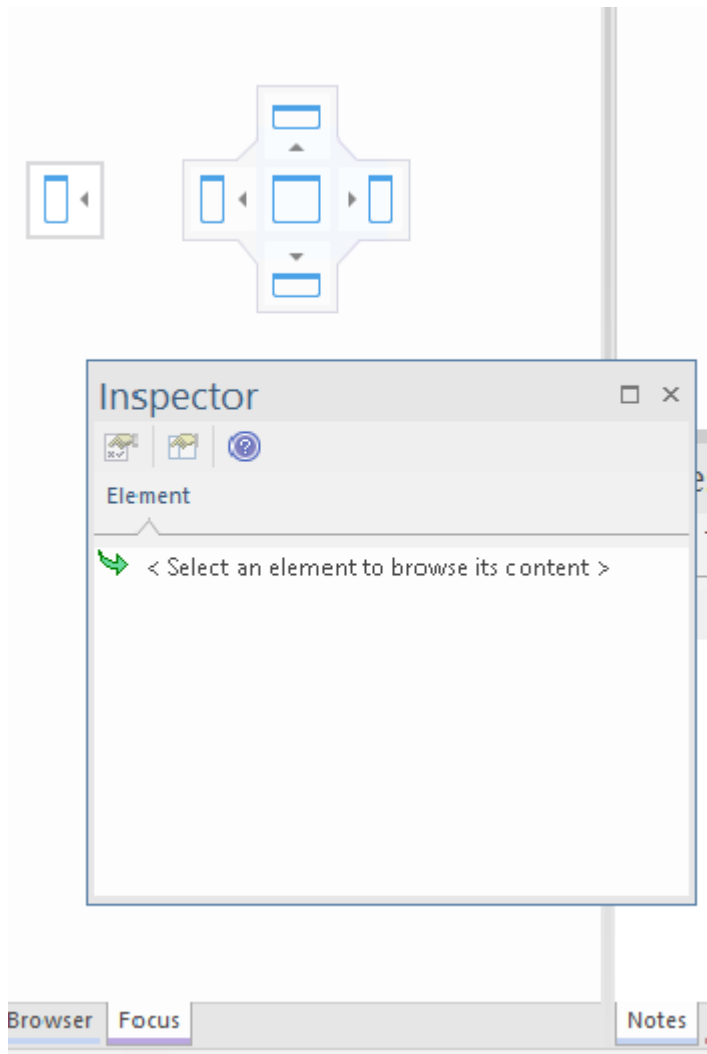 Inspector
Element
< Select an element to browse its content >
Browser Focus
Notes